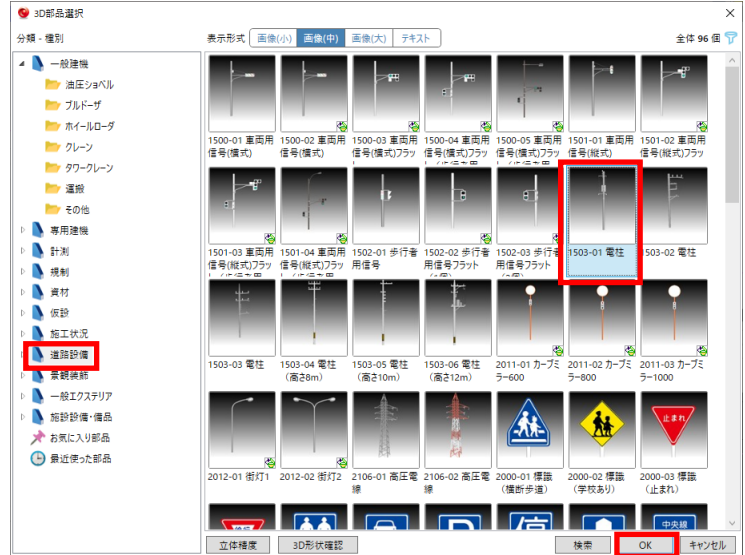 3D部品選択
分類 - 種別
表示形式 画像(小) 画像(中) 画像(大) テキスト
全体 96 個
一般建機
油圧ショベル
ブルドーザ
ホイールローダ
クレーン
タワークレーン
運搬
その他
専用建機
計測
規制
資材
仮設
施工状況
道路設備
景観装飾
一般エクステリア
施設設備・備品
お気に入り部品
最近使った部品
1500-01 車両用
信号(横式)
1500-02 車両用
信号(横式)
1500-03 車両用
信号(横式)フラッ
1500-04 車両用
信号(横式)フラッ
1500-05 車両用
信号(横式)フラッ
1501-01 車両用
信号(縦式)
1501-02 車両用
信号(縦式)フラッ
1501-03 車両用
信号(縦式)フラッ
1501-04 車両用
信号(縦式)フラッ
1502-01 歩行者
用信号
1502-02 歩行者
用信号フラット
1502-03 歩行者
用信号フラット
1503-01 電柱
1503-02 電柱
1503-03 電柱
1503-04 電柱
(高さ8m)
1503-05 電柱
(高さ10m)
1503-06 電柱
(高さ12m)
2011-01 カーブミ
ラー600
2011-02 カーブミ
ラー800
2011-03 カーブミ
ラー1000
止まれ
2012-01 街灯1
2012-02 街灯2
2106-01 高圧電
線
2106-02 高圧電
線
2000-01 標識
(横断歩道)
2000-02 標識
(学校あり)
2000-03 標識
(止まれ)
中央線
立体精度
3D形状確認
検索
OK
キャンセル